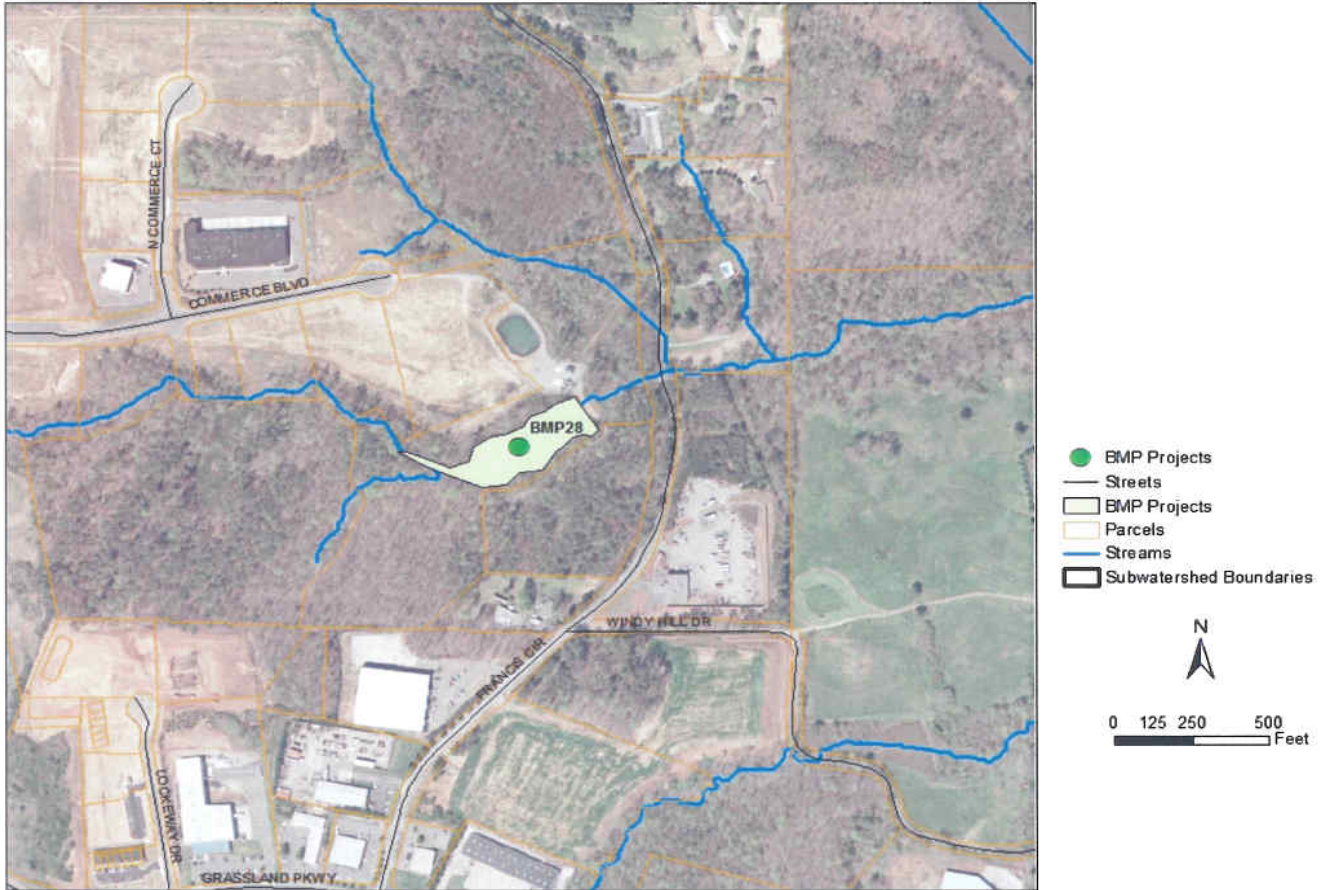 N COMMERCE CT
COMMERCE BLVD
BMP28
WINDY HILL DR
FRANCIS CIR
LOCKEWAY DR
GRASSLAND PKWY
BMP Projects
Streets
BMP Projects
Parcels
Streams
Subwatershed Boundaries
N
0 125 250 500
Feet